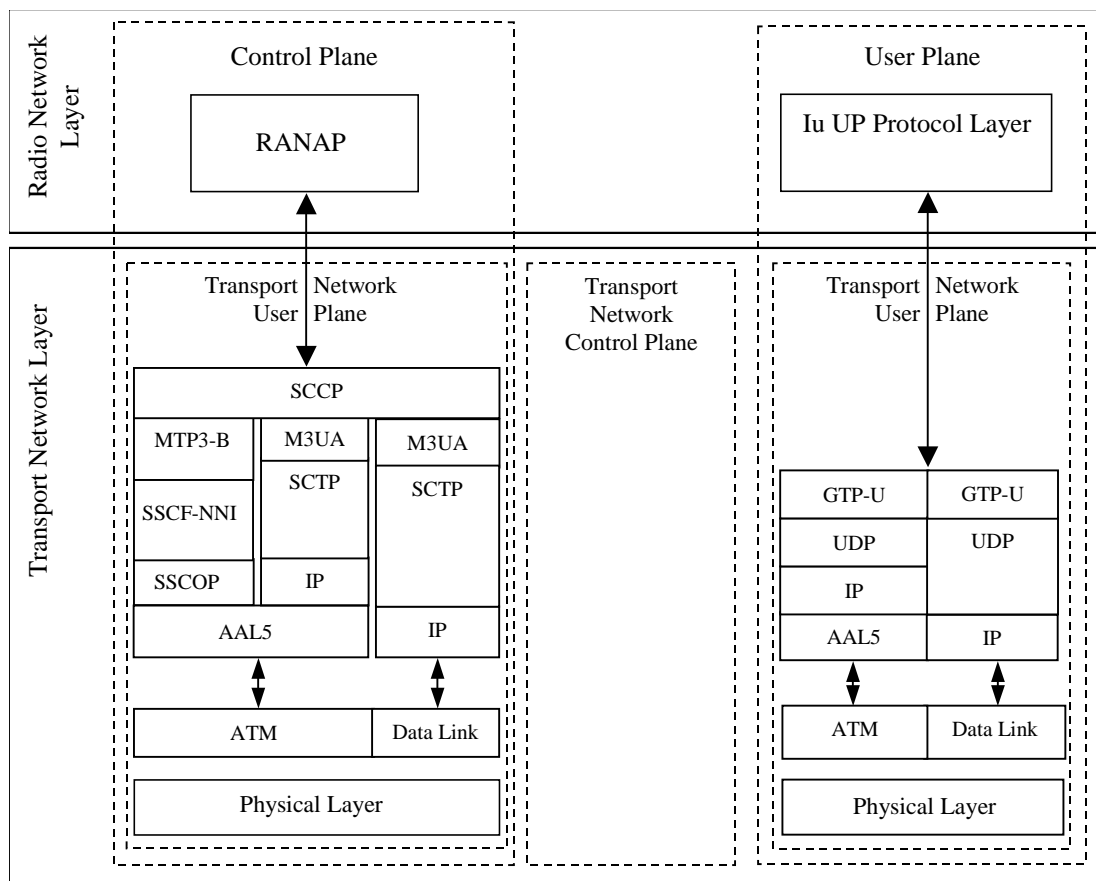 Radio Network
Layer
Control Plane
User Plane
RANAP
Iu UP Protocol Layer
Transport Network Layer
Transport Network
User Plane
Transport
Network
Control Plane
Transport Network
User Plane
SCCP
MTP3-B
M3UA
M3UA
SCTP
SCTP
SSCF-NNI
SSCOP
IP
AAL5
IP
GTP-U
GTP-U
UDP
UDP
IP
AAL5
IP
ATM
Data Link
ATM
Data Link
Physical Layer
Physical Layer